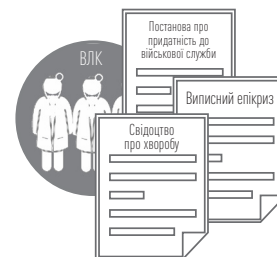 ВЛК
Постанова про
придатність до
військової служби
Виписний епікриз
Свідоцтво
про хворобу